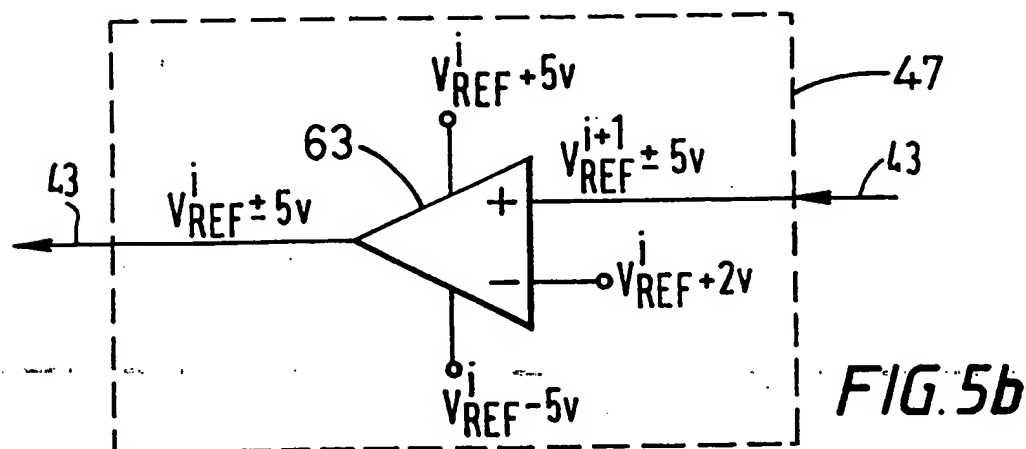 V^i_REF +5v
47
63
V^{i+1}_REF ± 5v
43
43
V^i_REF ± 5v
+
−
V^i_REF +2v
V^i_REF −5v
FIG. 5b